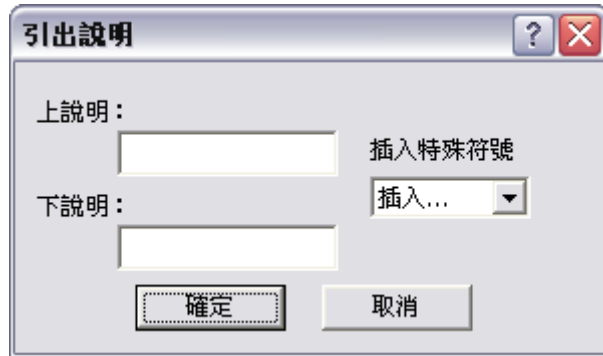 引出說明
上說明：
插入特殊符號
插入...
下說明：
確定
取消